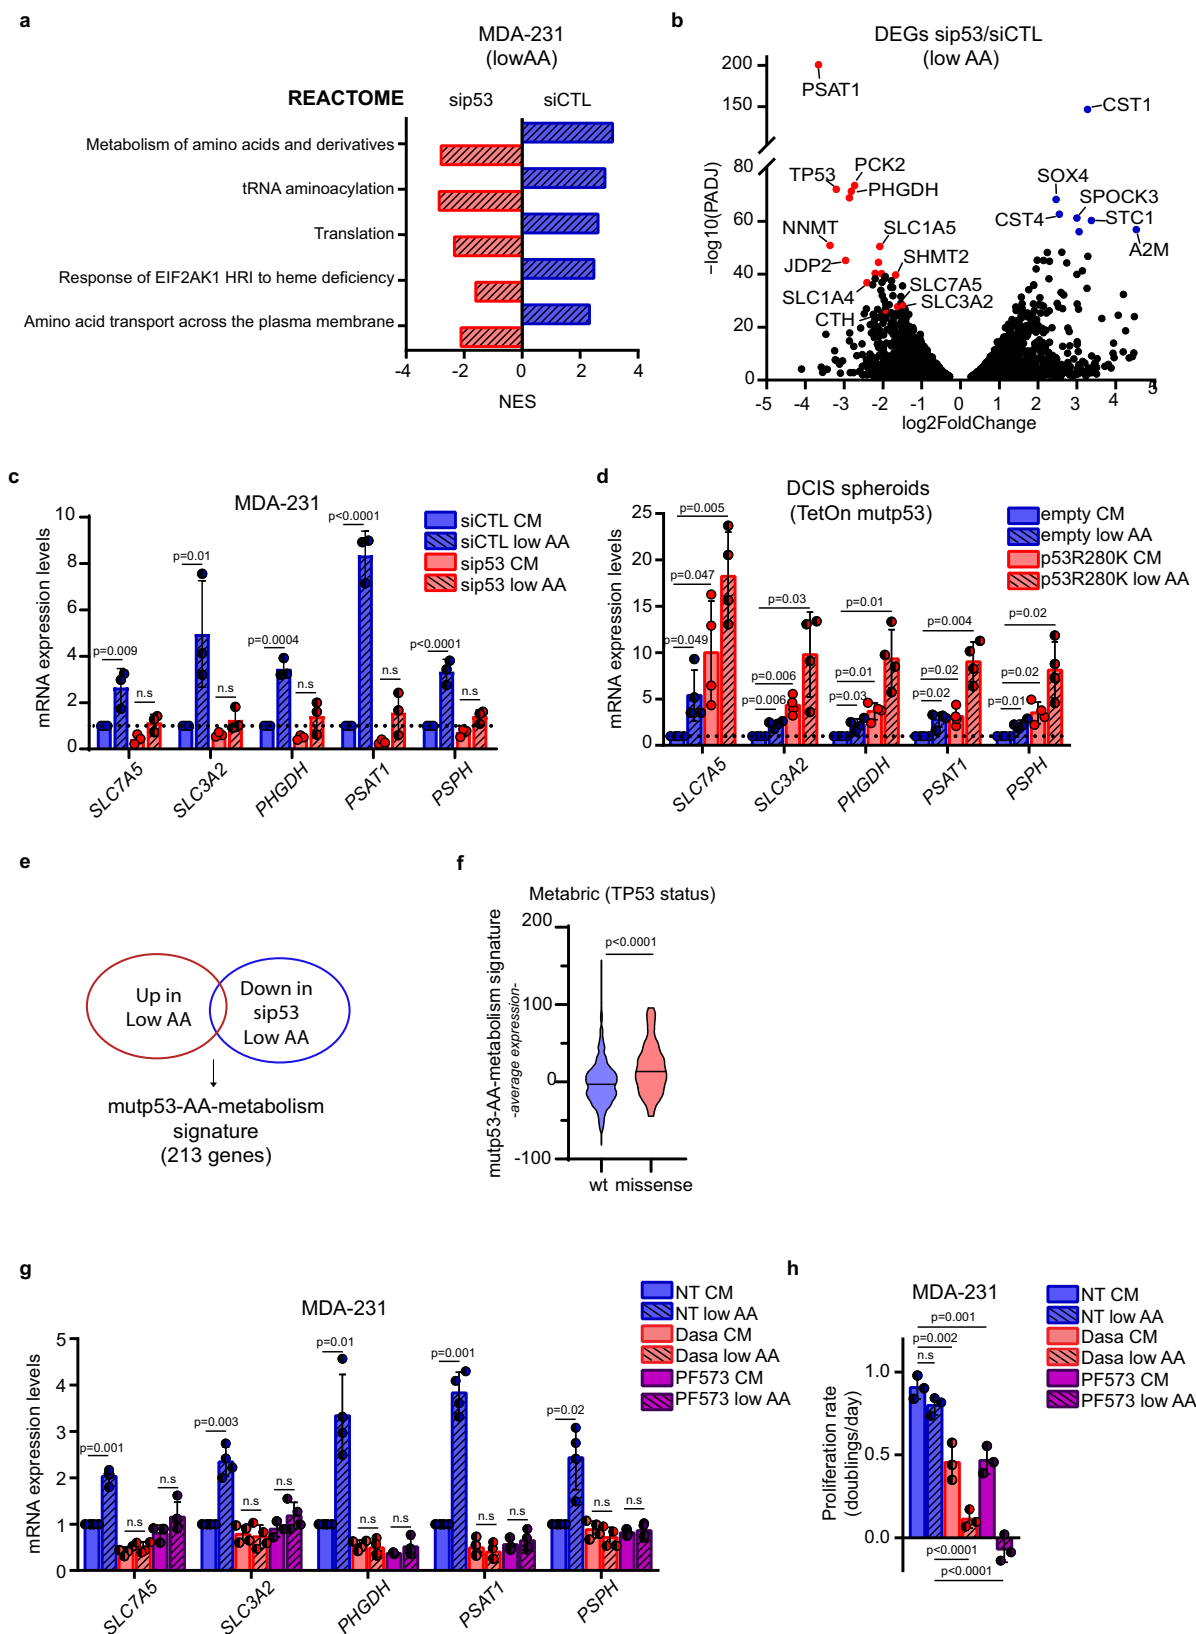 a
MDA-231
(lowAA)
REACTOME
sip53
siCTL
Metabolism of amino acids and derivatives
tRNA aminoacylation
Translation
Response of EIF2AK1 HRI to heme deficiency
Amino acid transport across the plasma membrane
-4
-2
0
2
4
NES
b
DEGs sip53/siCTL
(low AA)
−log10(PADJ)
200
150
80
60
40
20
0
PSAT1
CST1
TP53
PCK2
PHGDH
SOX4
SPOCK3
CST4
STC1
A2M
NNMT
SLC1A5
JDP2
SHMT2
SLC7A5
SLC1A4
SLC3A2
CTH
-5
-4
-3
-2
-1
0
1
2
3
4
5
log2FoldChange
c
MDA-231
mRNA expression levels
10
8
6
4
2
0
p=0.009
n.s
p=0.01
n.s
p=0.0004
n.s
p<0.0001
n.s
p<0.0001
n.s
SLC7A5
SLC3A2
PHGDH
PSAT1
PSPH
siCTL CM
siCTL low AA
sip53 CM
sip53 low AA
d
DCIS spheroids
(TetOn mutp53)
mRNA expression levels
25
20
15
10
5
0
p=0.005
p=0.047
p=0.049
p=0.03
p=0.006
p=0.006
p=0.01
p=0.01
p=0.03
p=0.004
p=0.02
p=0.02
p=0.02
p=0.02
p=0.01
SLC7A5
SLC3A2
PHGDH
PSAT1
PSPH
empty CM
empty low AA
p53R280K CM
p53R280K low AA
e
Up in
Low AA
Down in
sip53
Low AA
mutp53-AA-metabolism
signature
(213 genes)
f
Metabric (TP53 status)
mutp53-AA-metabolism signature
-average expression-
200
100
0
-100
p<0.0001
wt
missense
g
MDA-231
mRNA expression levels
5
4
3
2
1
0
p=0.001
n.s
n.s
p=0.003
n.s
n.s
p=0.01
n.s
n.s
p=0.001
n.s
n.s
p=0.02
n.s
n.s
SLC7A5
SLC3A2
PHGDH
PSAT1
PSPH
NT CM
NT low AA
Dasa CM
Dasa low AA
PF573 CM
PF573 low AA
h
MDA-231
Proliferation rate
(doublings/day)
1.0
0.5
0.0
p=0.001
p=0.002
n.s
p<0.0001
p<0.0001
NT CM
NT low AA
Dasa CM
Dasa low AA
PF573 CM
PF573 low AA